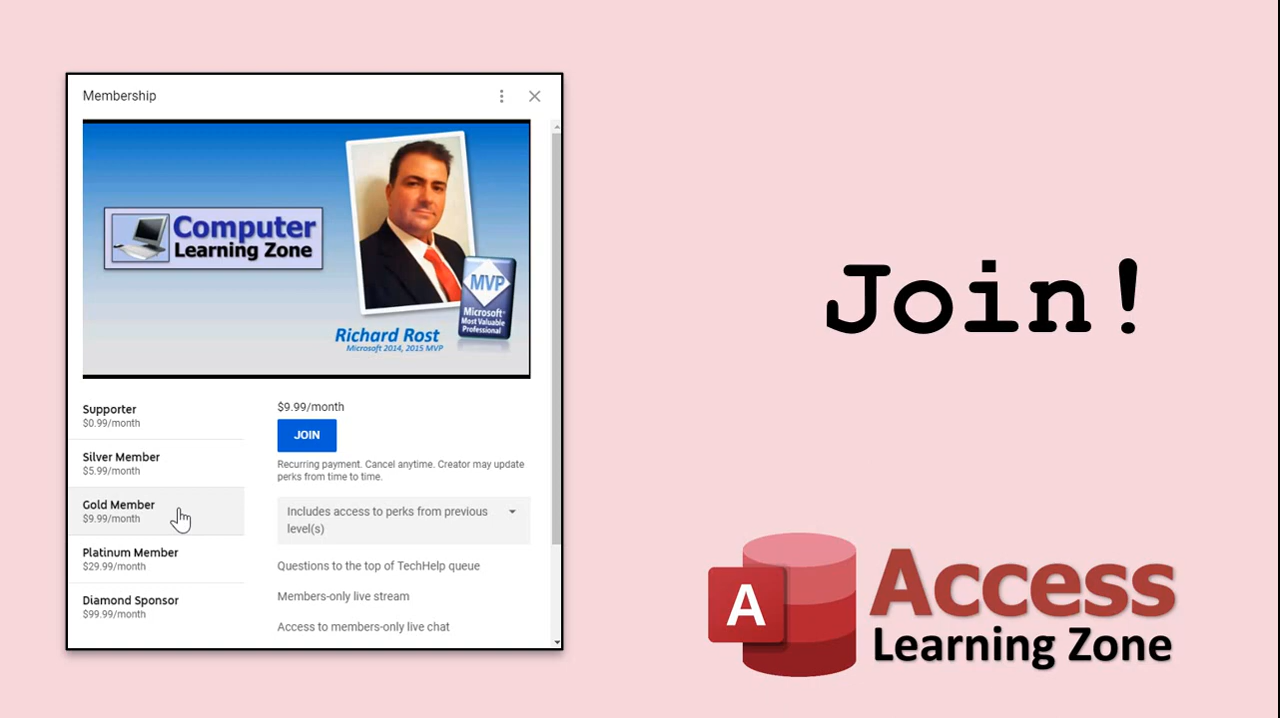 Membership
Computer
Learning Zone
MVP
Microsoft®
Most Valuable
Professional
Richard Rost
Microsoft 2014, 2015 MVP
Supporter
$0.99/month
Silver Member
$5.99/month
Gold Member
$9.99/month
Platinum Member
$29.99/month
Diamond Sponsor
$99.99/month
$9.99/month
JOIN
Recurring payment. Cancel anytime. Creator may update
perks from time to time.
Includes access to perks from previous
level(s)
Questions to the top of TechHelp queue
Members-only live stream
Access to members-only live chat
Join!
A
Access
Learning Zone